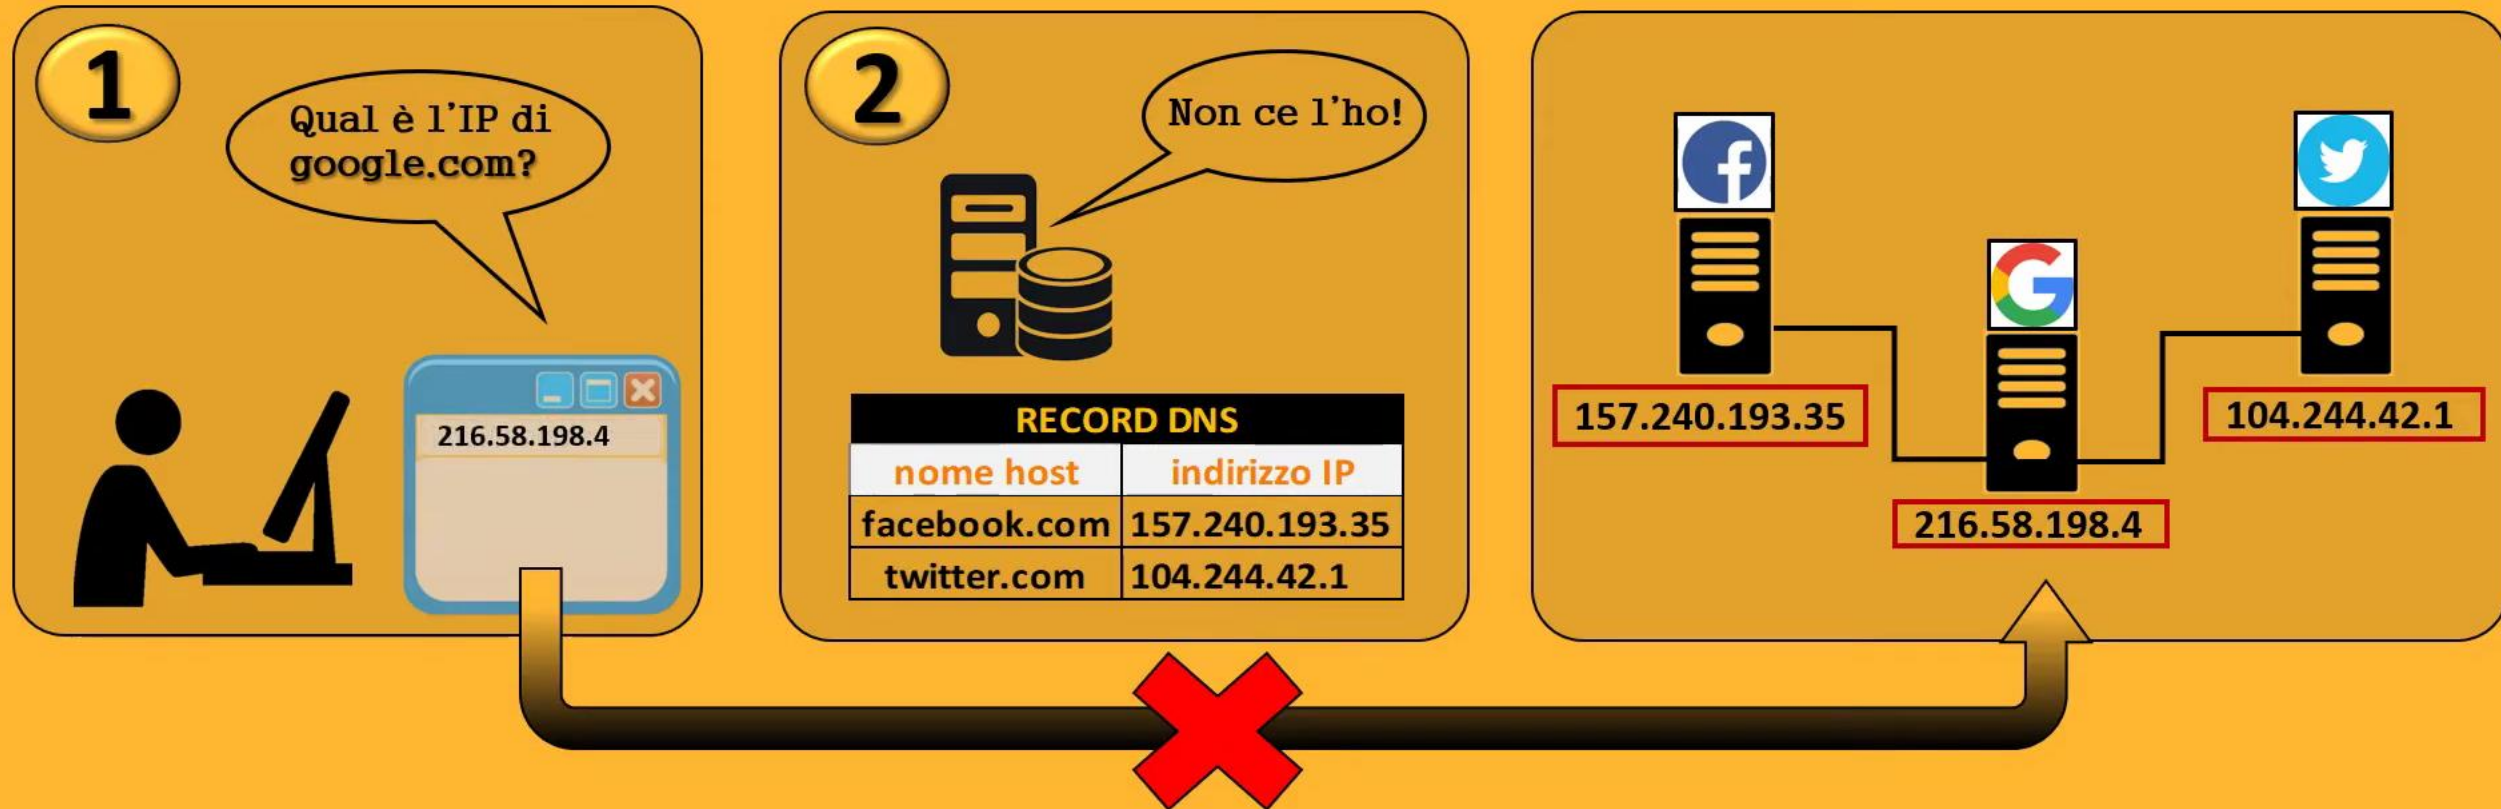 1
Qual è l'IP di
google.com?
216.58.198.4
2
Non ce l'ho!
RECORD DNS
nome host indirizzo IP
facebook.com 157.240.193.35
twitter.com 104.244.42.1
157.240.193.35
104.244.42.1
216.58.198.4